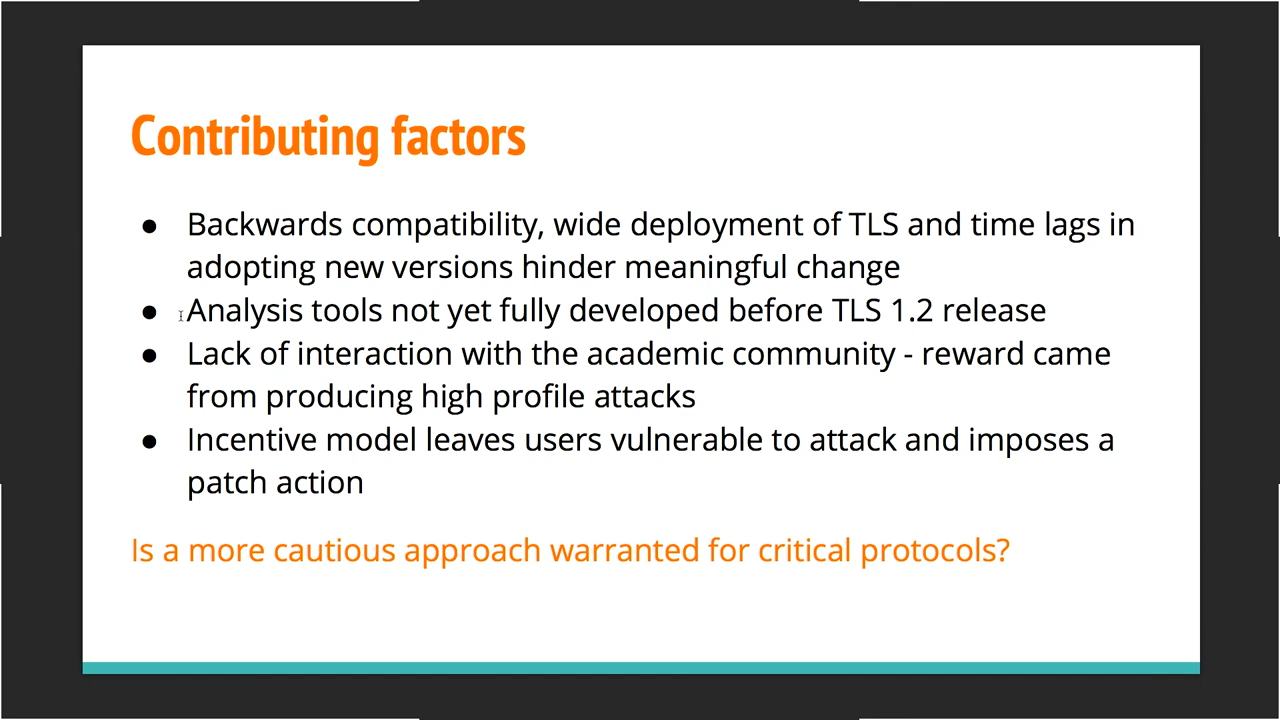 Contributing factors
● Backwards compatibility, wide deployment of TLS and time lags in
adopting new versions hinder meaningful change
● Analysis tools not yet fully developed before TLS 1.2 release
● Lack of interaction with the academic community - reward came
from producing high profile attacks
● Incentive model leaves users vulnerable to attack and imposes a
patch action
Is a more cautious approach warranted for critical protocols?